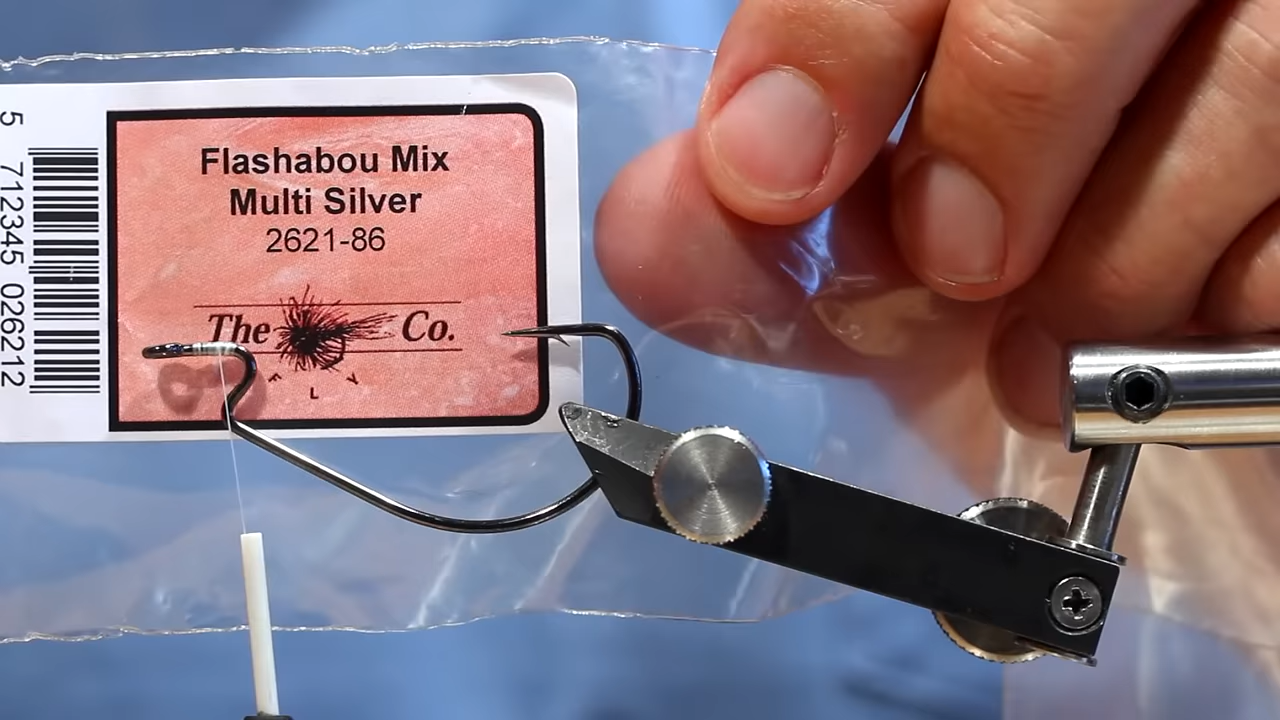 Flashabou Mix
Multi Silver
2621-86
The Co.
F L Y
5 712345 026212